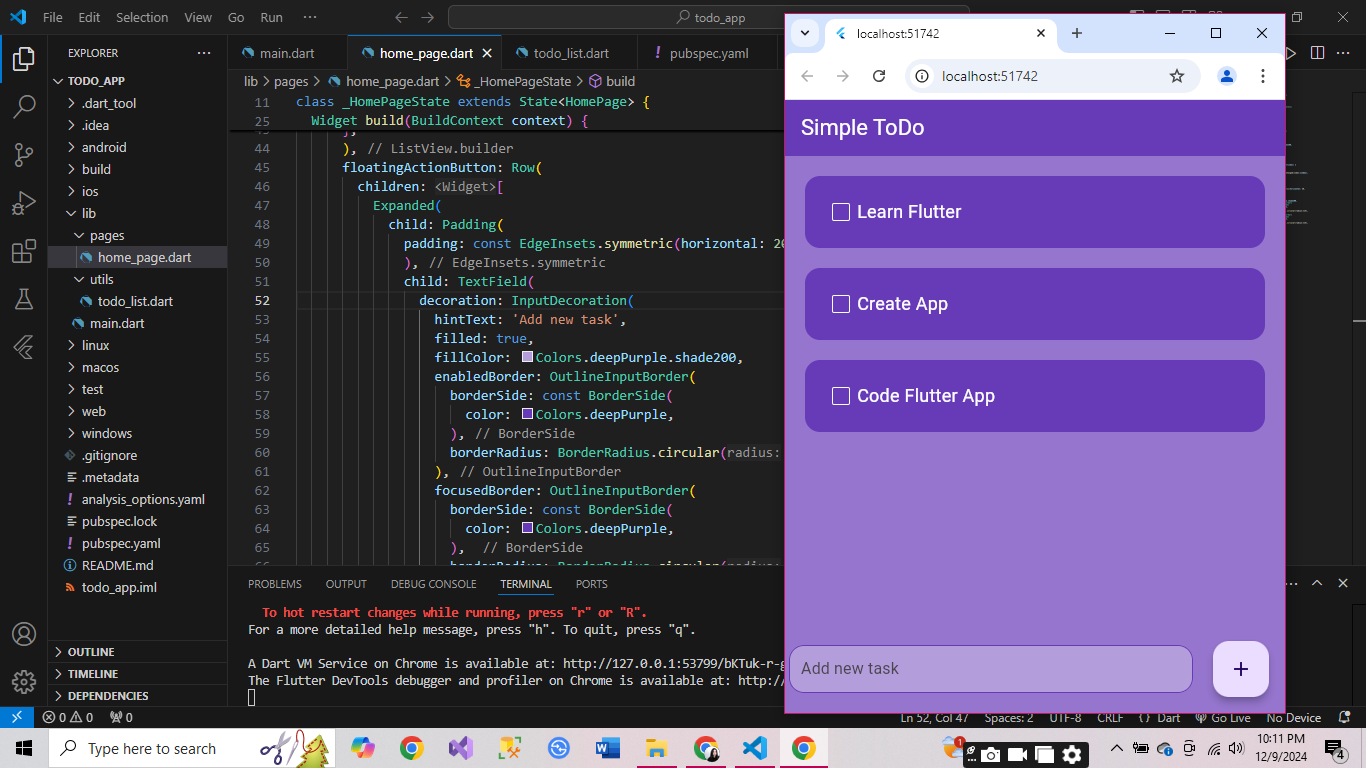 File Edit Selection View Go Run ··· todo_app
EXPLORER
TODO_APP
.dart_tool
.idea
android
build
ios
lib
pages
home_page.dart
utils
todo_list.dart
main.dart
linux
macos
test
web
windows
.gitignore
.metadata
analysis_options.yaml
pubspec.lock
pubspec.yaml
README.md
todo_app.iml
OUTLINE
TIMELINE
DEPENDENCIES
main.dart home_page.dart todo_list.dart pubspec.yaml
lib > pages > home_page.dart > _HomePageState > build
11 class _HomePageState extends State<HomePage> {
25 Widget build(BuildContext context) {
44 ), // ListView.builder
45 floatingActionButton: Row(
46 children: <Widget>[
47 Expanded(
48 child: Padding(
49 padding: const EdgeInsets.symmetric(horizontal: 20
50 ), // EdgeInsets.symmetric
51 child: TextField(
52 decoration: InputDecoration(
53 hintText: 'Add new task',
54 filled: true,
55 fillColor: Colors.deepPurple.shade200,
56 enabledBorder: OutlineInputBorder(
57 borderSide: const BorderSide(
58 color: Colors.deepPurple,
59 ), // BorderSide
60 borderRadius: BorderRadius.circular(radius:
61 ), // OutlineInputBorder
62 focusedBorder: OutlineInputBorder(
63 borderSide: const BorderSide(
64 color: Colors.deepPurple,
65 ), // BorderSide
PROBLEMS OUTPUT DEBUG CONSOLE TERMINAL PORTS
To hot restart changes while running, press "r" or "R".
For a more detailed help message, press "h". To quit, press "q".
A Dart VM Service on Chrome is available at: http://127.0.0.1:53799/bKTuk-r-g
The Flutter DevTools debugger and profiler on Chrome is available at: http:/
localhost:51742
localhost:51742
Simple ToDo
Learn Flutter
Create App
Code Flutter App
Add new task
+
0 0 0 Ln 52, Col 47 Spaces: 2 UTF-8 CRLF {} Dart Go Live No Device
Type here to search
1
10:11 PM
12/9/2024
4